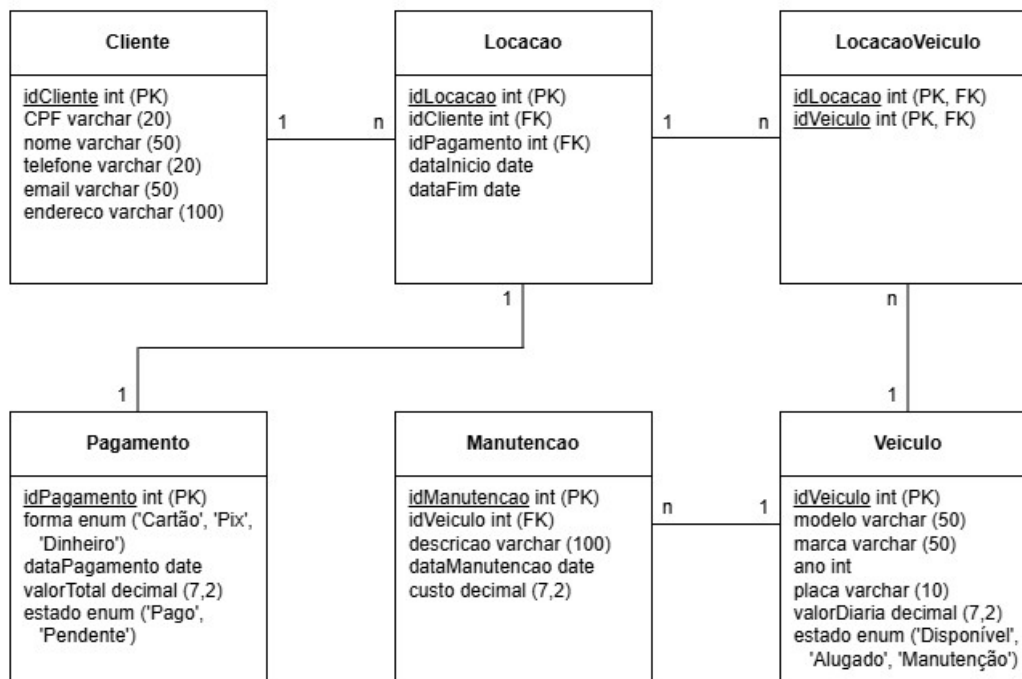 Cliente
idCliente int (PK)
CPF varchar (20)
nome varchar (50)
telefone varchar (20)
email varchar (50)
endereco varchar (100)
1
n
Locacao
idLocacao int (PK)
idCliente int (FK)
idPagamento int (FK)
dataInicio date
dataFim date
1
n
LocacaoVeiculo
idLocacao int (PK, FK)
idVeiculo int (PK, FK)
1
n
1
1
Pagamento
idPagamento int (PK)
forma enum ('Cartão', 'Pix',
'Dinheiro')
dataPagamento date
valorTotal decimal (7,2)
estado enum ('Pago',
'Pendente')
Manutencao
idManutencao int (PK)
idVeiculo int (FK)
descricao varchar (100)
dataManutencao date
custo decimal (7,2)
n
1
Veiculo
idVeiculo int (PK)
modelo varchar (50)
marca varchar (50)
ano int
placa varchar (10)
valorDiaria decimal (7,2)
estado enum ('Disponível',
'Alugado', 'Manutenção')